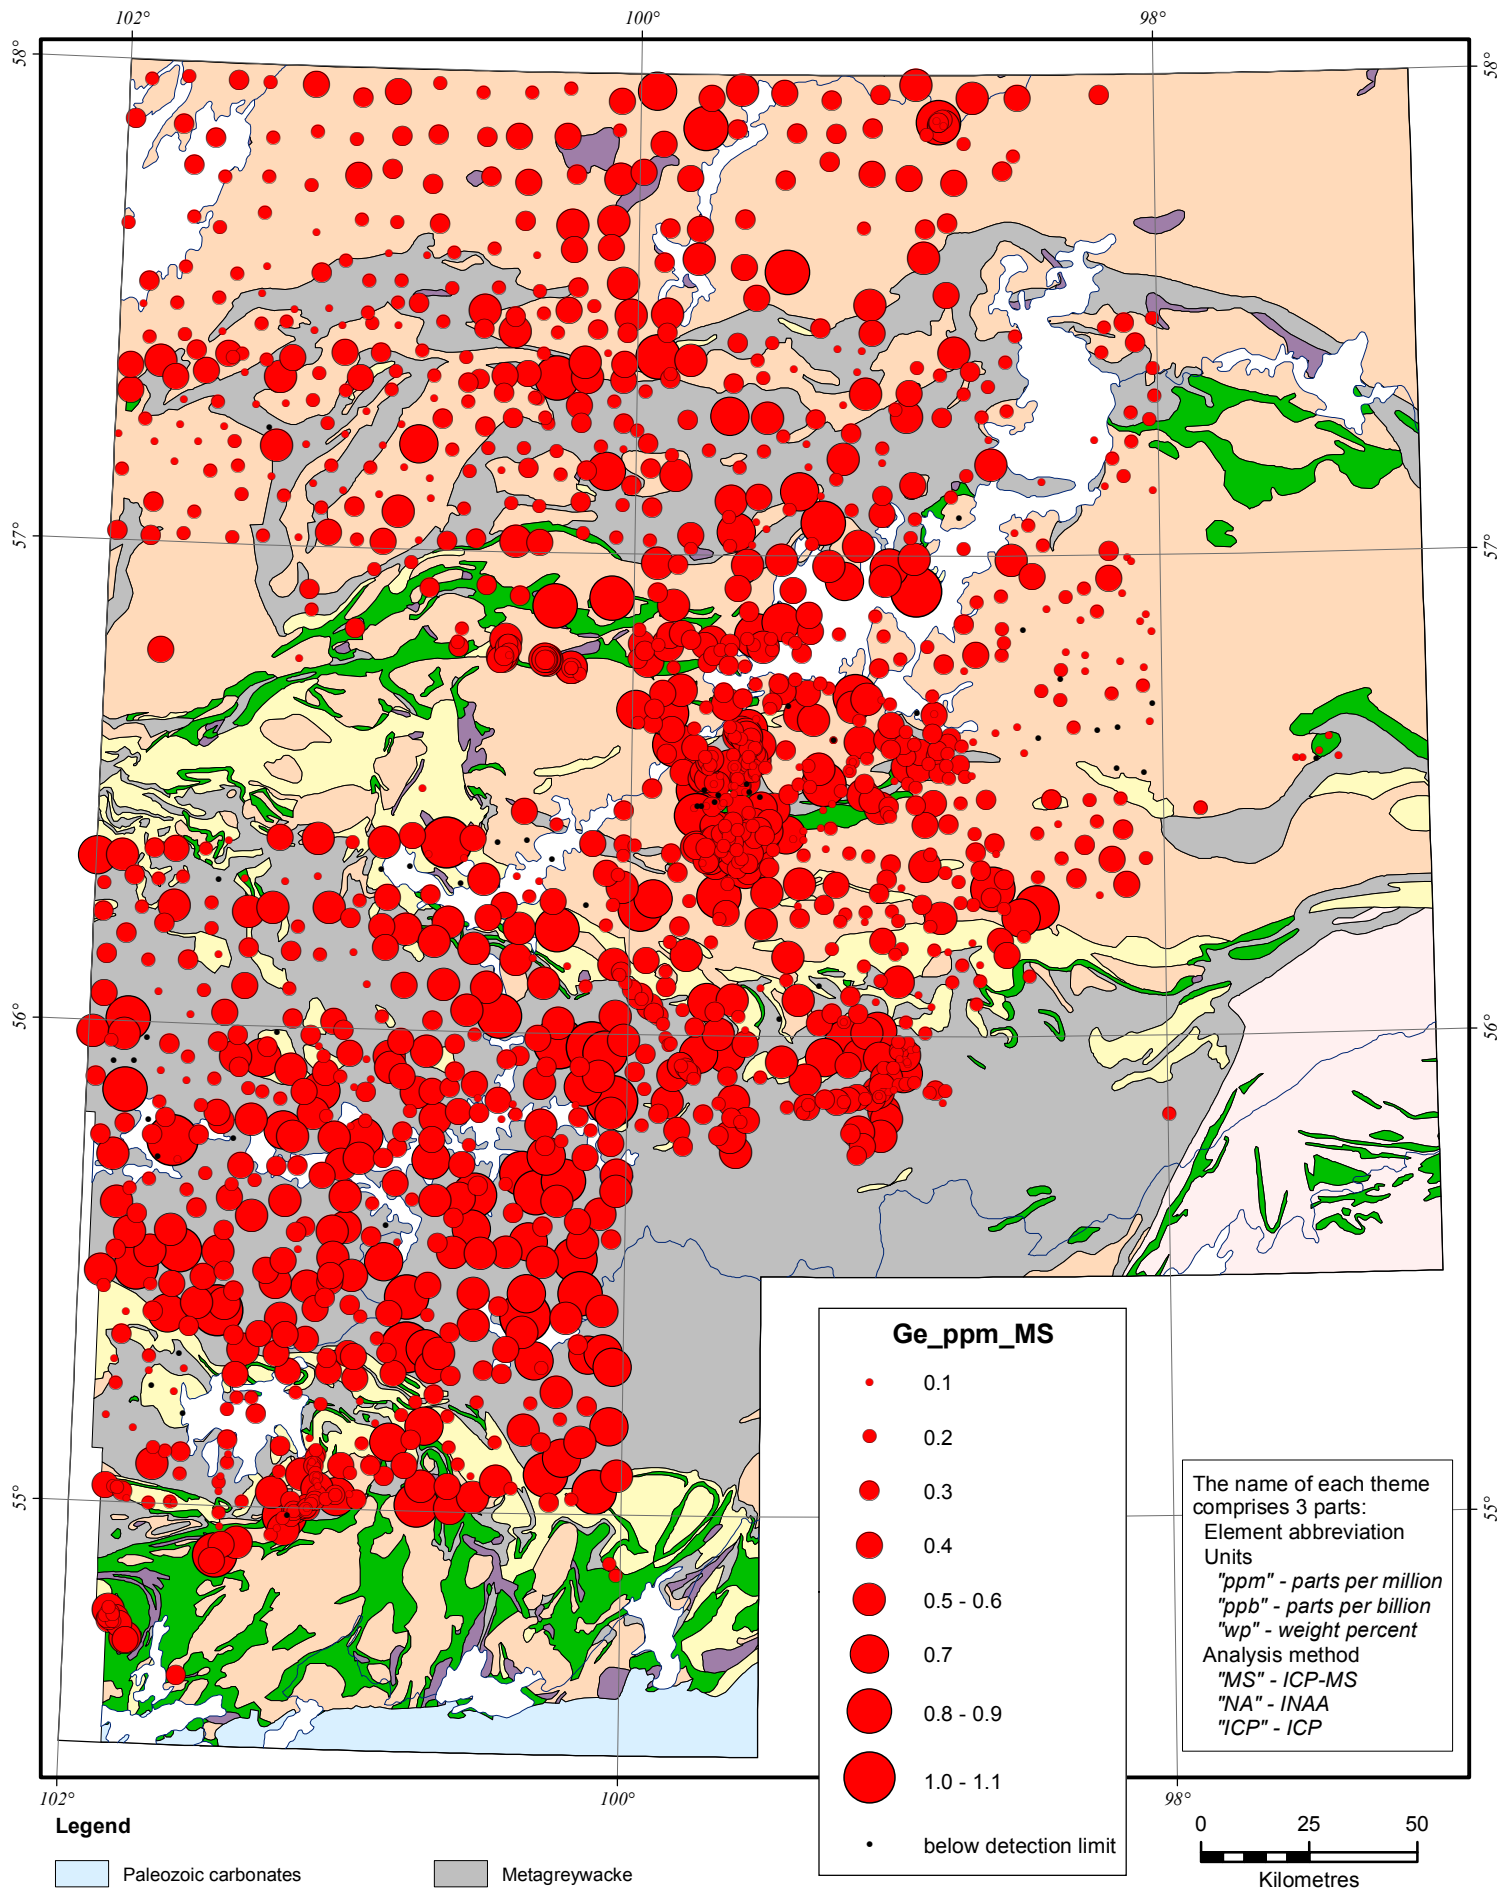 102°
100°
98°
58°
58°
57°
57°
56°
56°
55°
55°
Ge_ppm_MS
0.1
0.2
0.3
0.4
0.5 - 0.6
0.7
0.8 - 0.9
1.0 - 1.1
below detection limit
The name of each theme
comprises 3 parts:
Element abbreviation
Units
"ppm" - parts per million
"ppb" - parts per billion
"wp" - weight percent
Analysis method
"MS" - ICP-MS
"NA" - INAA
"ICP" - ICP
102°
100°
98°
Legend
Paleozoic carbonates
Metagreywacke
0
25
50
Kilometres